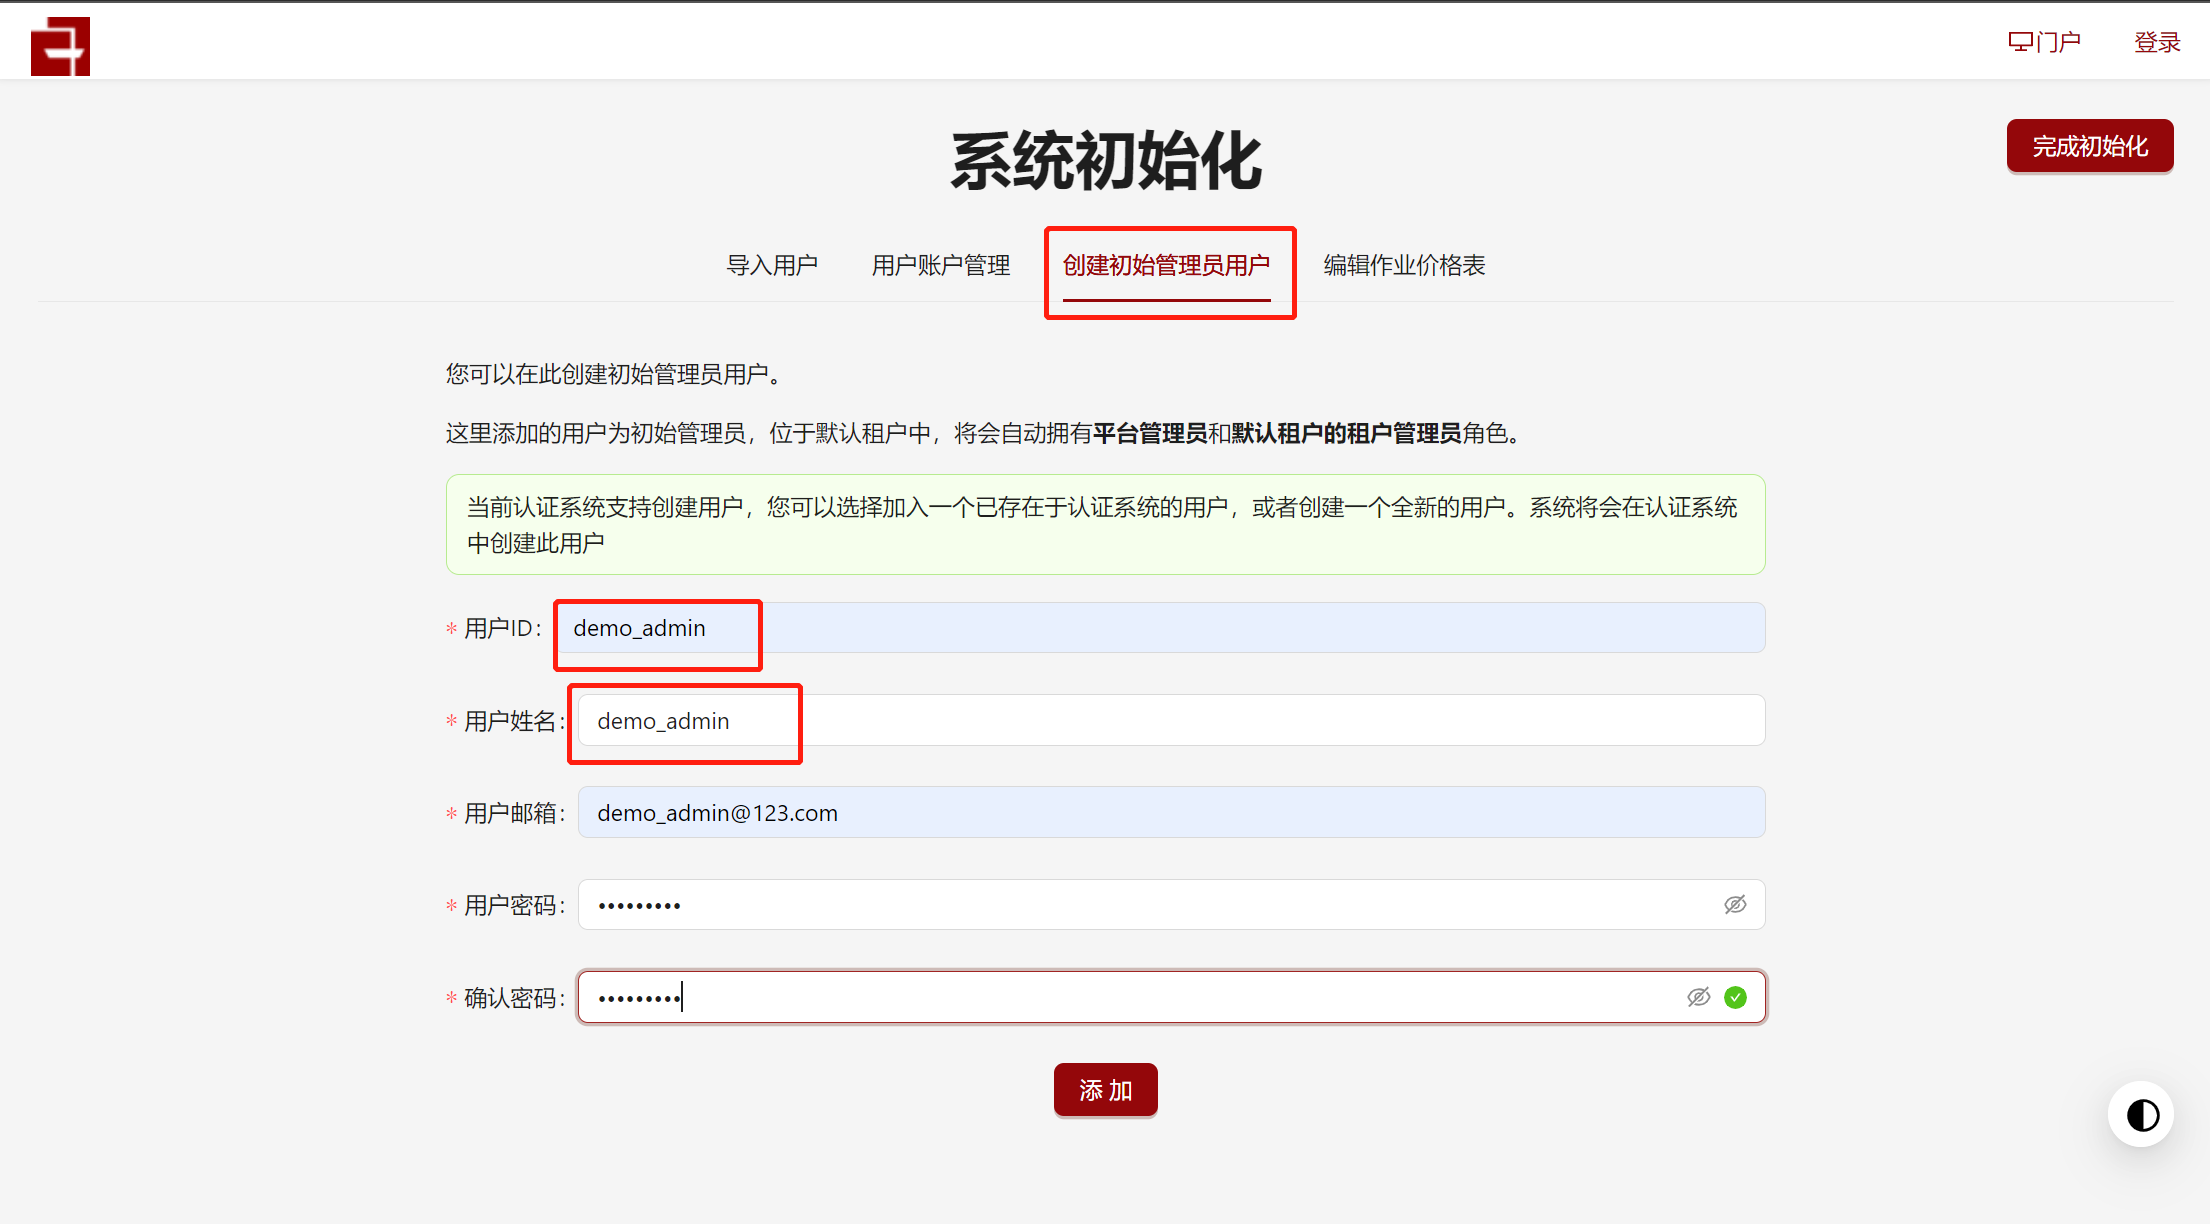 门户 登录
系统初始化
完成初始化
导入用户 用户账户管理 创建初始管理员用户 编辑作业价格表
您可以在此创建初始管理员用户。
这里添加的用户为初始管理员，位于默认租户中，将会自动拥有平台管理员和默认租户的租户管理员角色。
当前认证系统支持创建用户，您可以选择加入一个已存在于认证系统的用户，或者创建一个全新的用户。系统将会在认证系统
中创建此用户
* 用户ID: demo_admin
* 用户姓名: demo_admin
* 用户邮箱: demo_admin@123.com
* 用户密码: •••••••••
* 确认密码: •••••••••
添 加